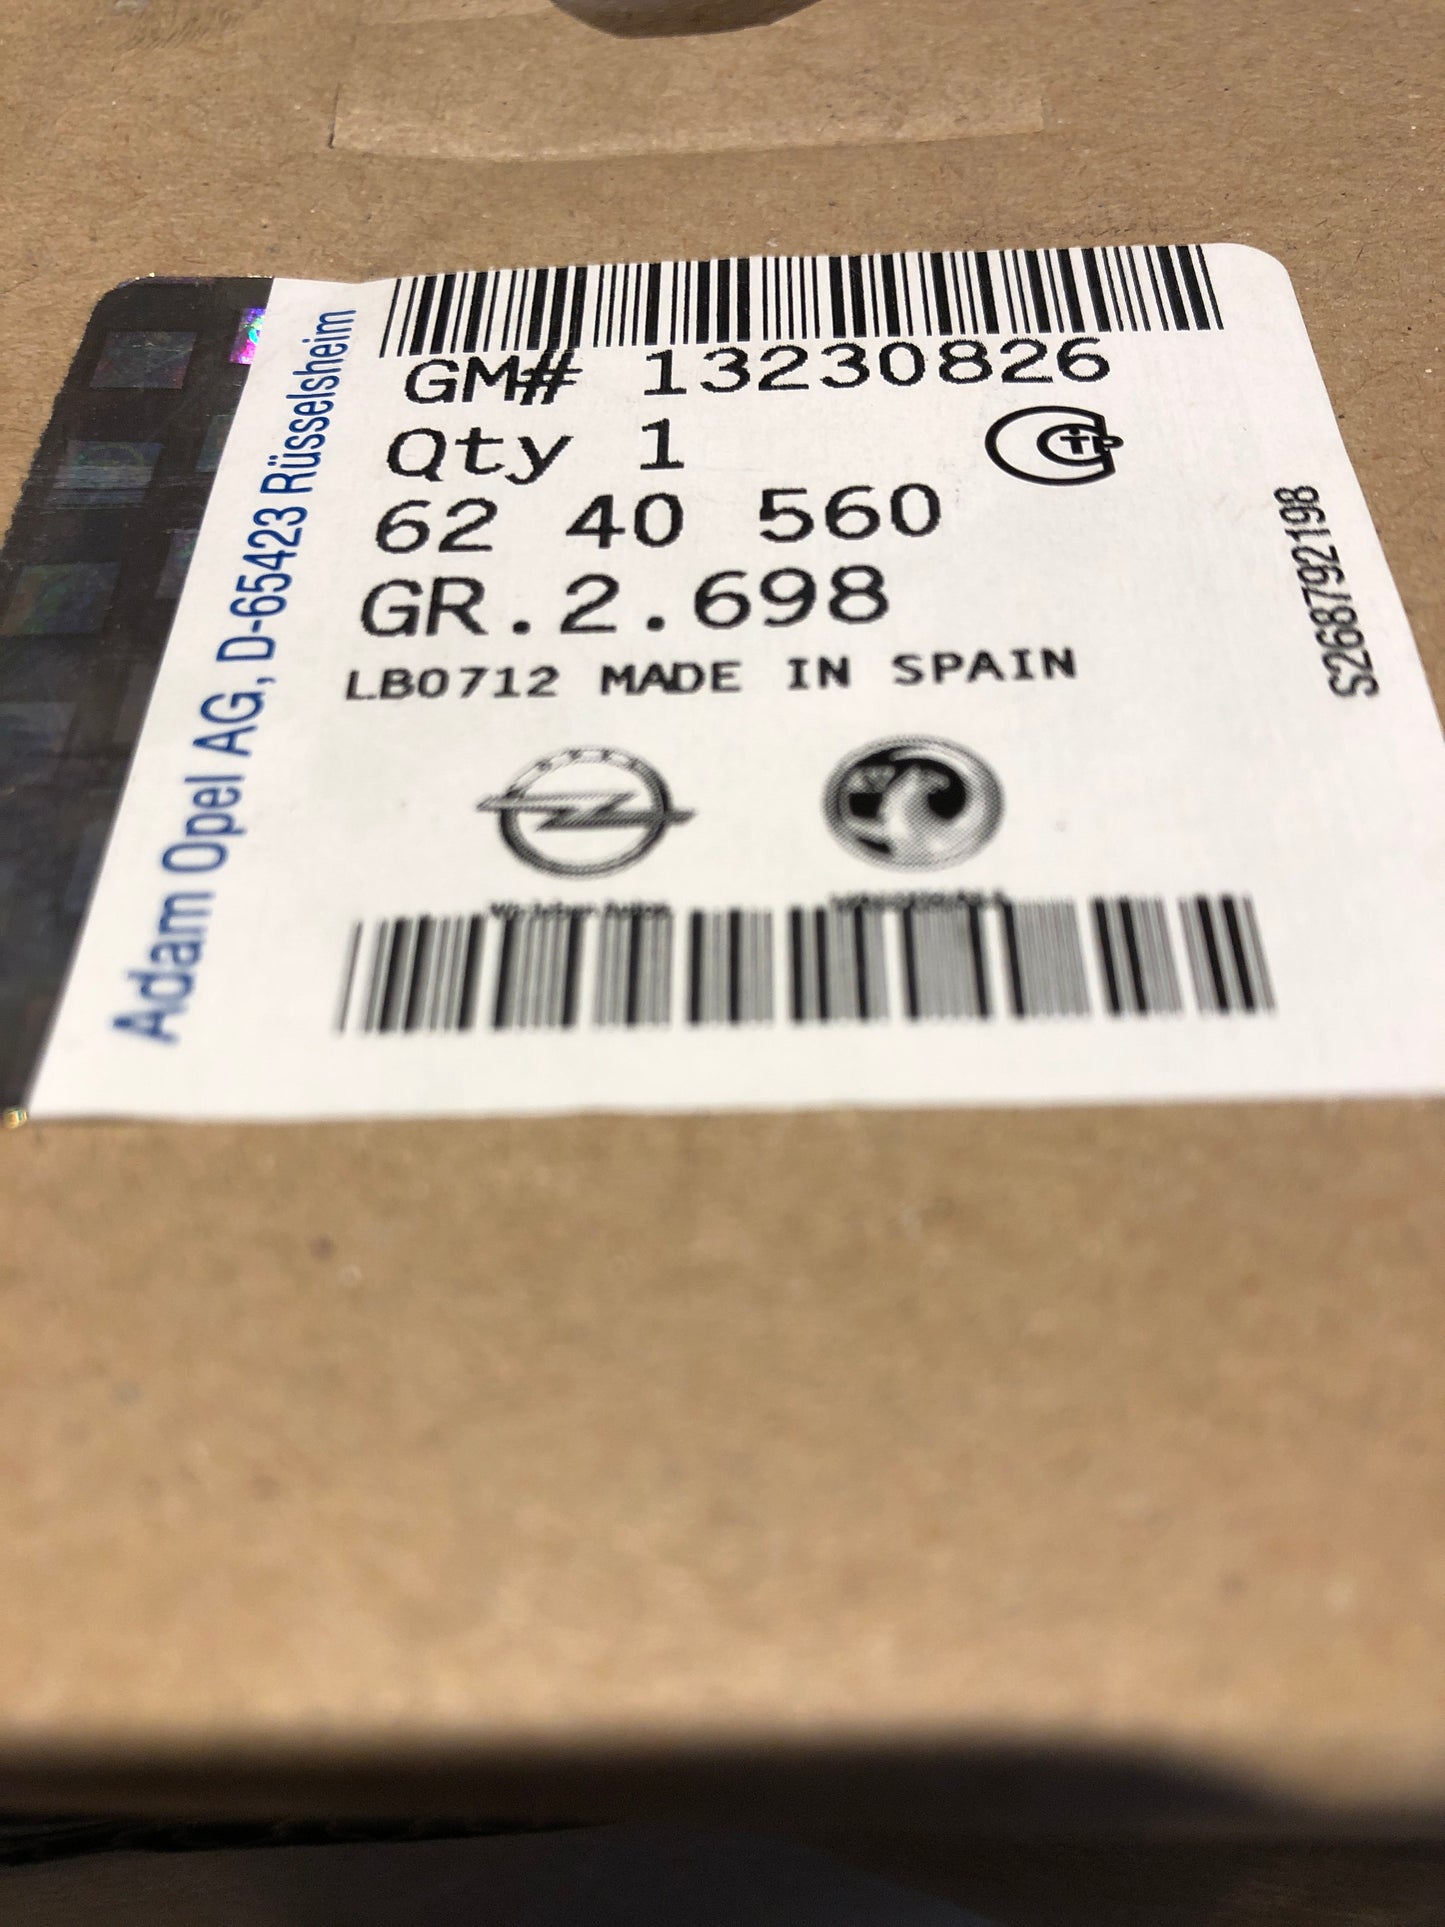 GM# 13230826
Qty 1
62 40 560
GR.2.698
LB0712 MADE IN SPAIN
Adam Opel AG, D-65423 Rüsselsheim
S2687792198